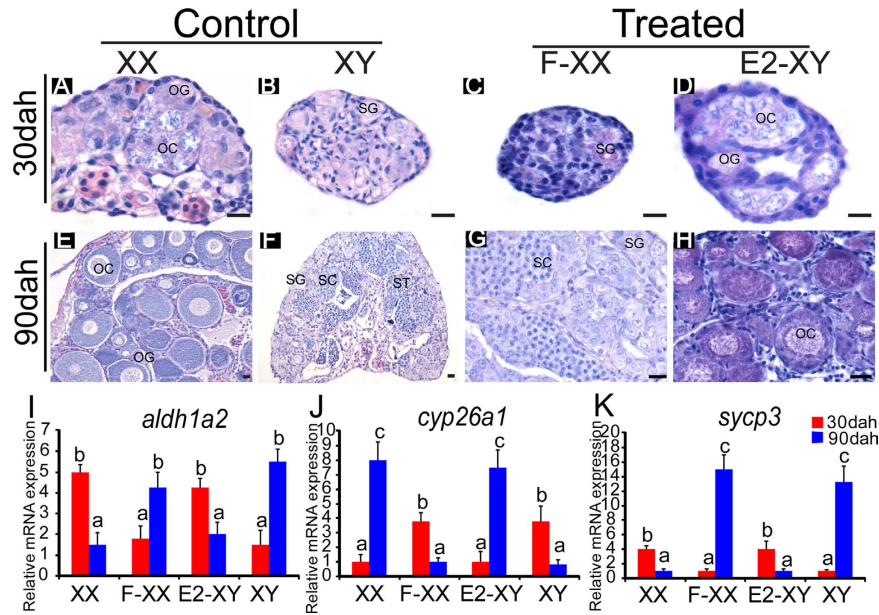 Control Treated
XX XY F-XX E2-XY
30dah
A OG OC
B SG
C SG
D OC OG
90dah
E OC OG
F SG SC ST
G SC SG
H OC
I aldh1a2
Relative mRNA expression
7
6
5
4
3
2
1
0
b a a b b a a b
XX F-XX E2-XY XY
J cyp26a1
Relative mRNA expression
10
9
8
7
6
5
4
3
2
1
0
a c b a a c b a
XX F-XX E2-XY XY
K sycp3
30dah
90dah
Relative mRNA expression
20
16
14
12
10
8
6
4
2
0
b a a c b a a c
XX F-XX E2-XY XY